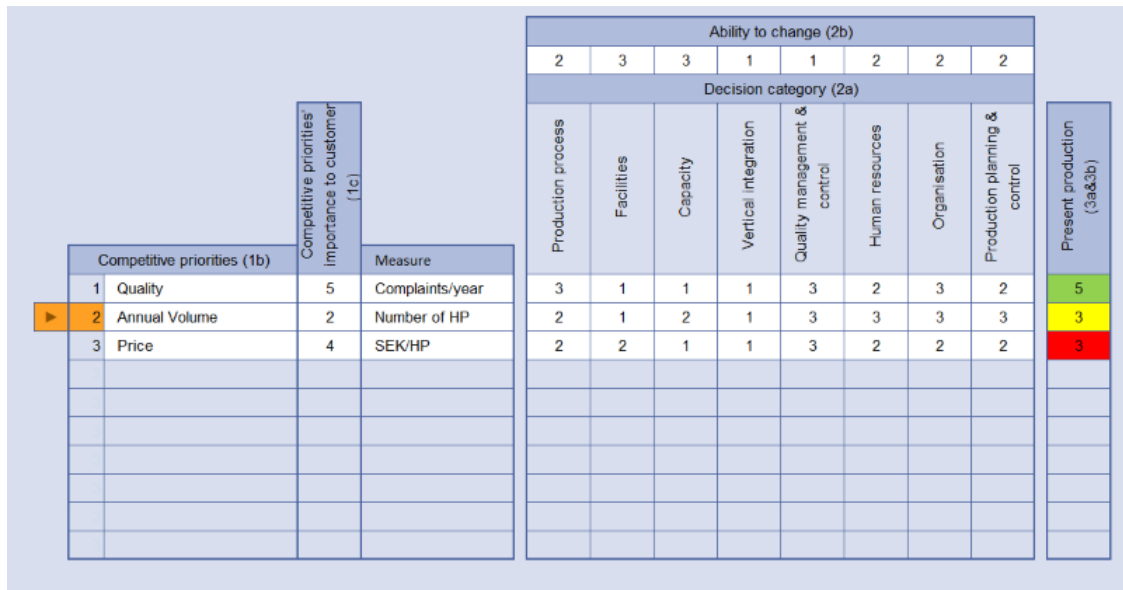 Ability to change (2b)
2 3 3 1 1 2 2 2
Decision category (2a)
Competitive priorities'
importance to customer
(1c)
Production process
Facilities
Capacity
Vertical integration
Quality management &
control
Human resources
Organisation
Production planning &
control
Present production
(3a&3b)
Competitive priorities (1b)
Measure
1 Quality 5 Complaints/year 3 1 1 1 3 2 3 2 5
2 Annual Volume 2 Number of HP 2 1 2 1 3 3 3 3 3
3 Price 4 SEK/HP 2 2 1 1 3 2 2 2 3